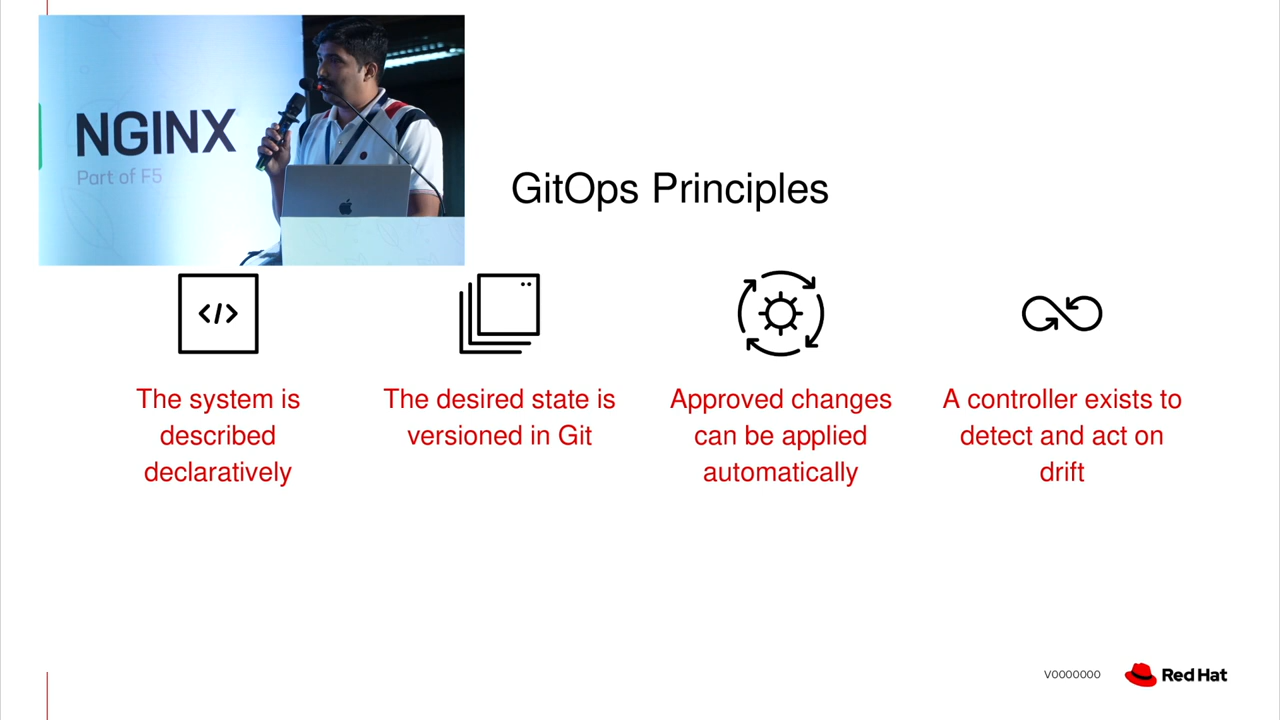 NGINX
Part of F5
GitOps Principles
The system is
described
declaratively
The desired state is
versioned in Git
Approved changes
can be applied
automatically
A controller exists to
detect and act on
drift
V0000000
Red Hat